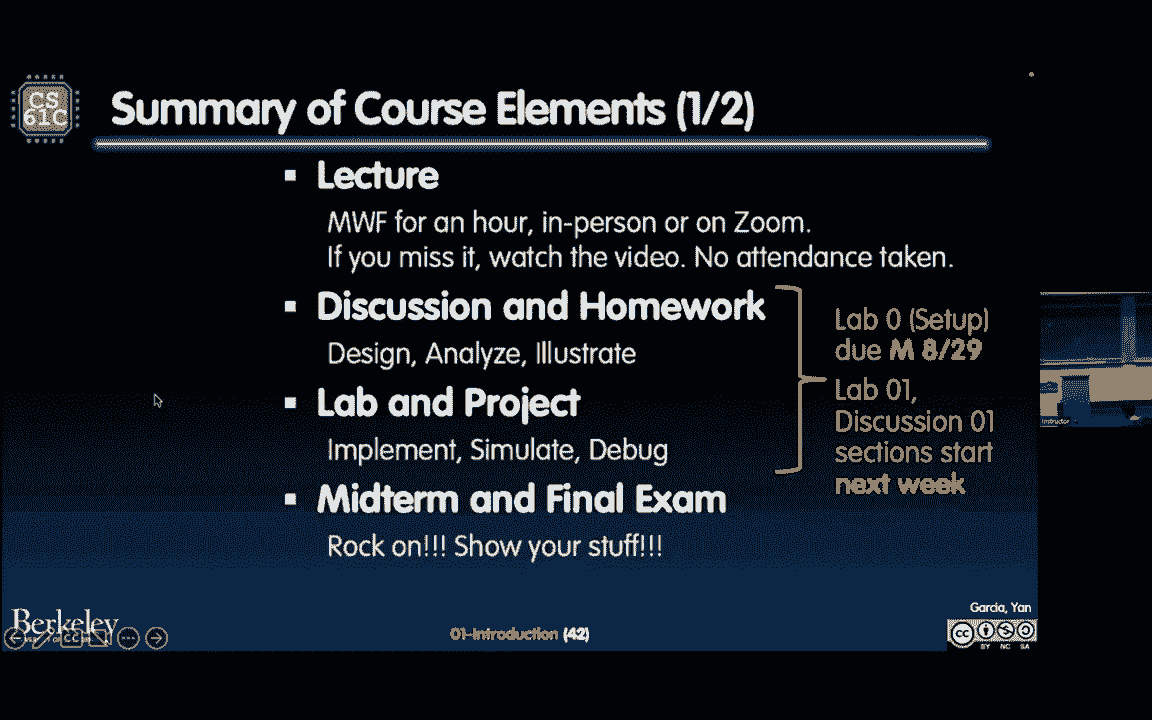 CS
61C
Summary of Course Elements (1/2)
▪ Lecture
MWF for an hour, in-person or on Zoom.
If you miss it, watch the video. No attendance taken.
▪ Discussion and Homework
Design, Analyze, Illustrate
▪ Lab and Project
Implement, Simulate, Debug
▪ Midterm and Final Exam
Rock on!!! Show your stuff!!!
Lab 0 (Setup)
due M 8/29
Lab 01,
Discussion 01
sections start
next week
Instructor
Berkeley
01-Introduction (42)
Garcia, Yan
cc
BY NC SA